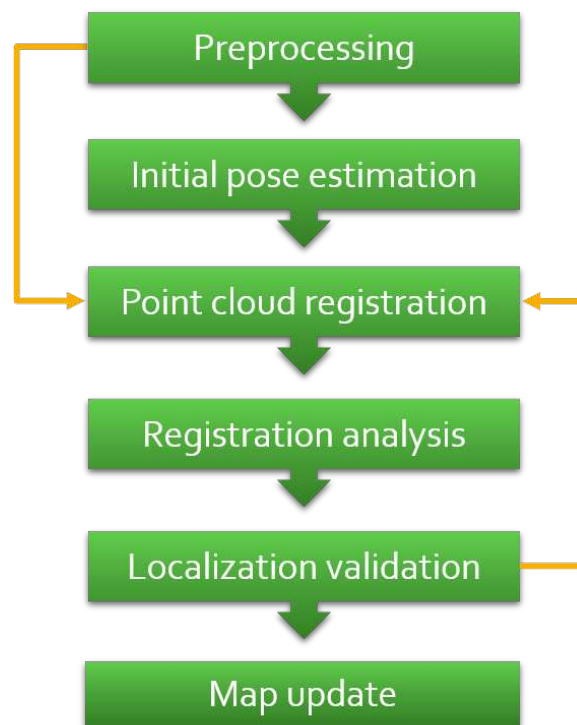 Preprocessing
Initial pose estimation
Point cloud registration
Registration analysis
Localization validation
Map update